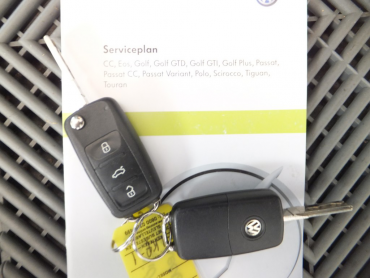 Serviceplan
CC, Eos, Golf, Golf GTD, Golf GTI, Golf Plus, Passat,
Passat CC, Passat Variant, Polo, Scirocco, Tiguan,
Touran